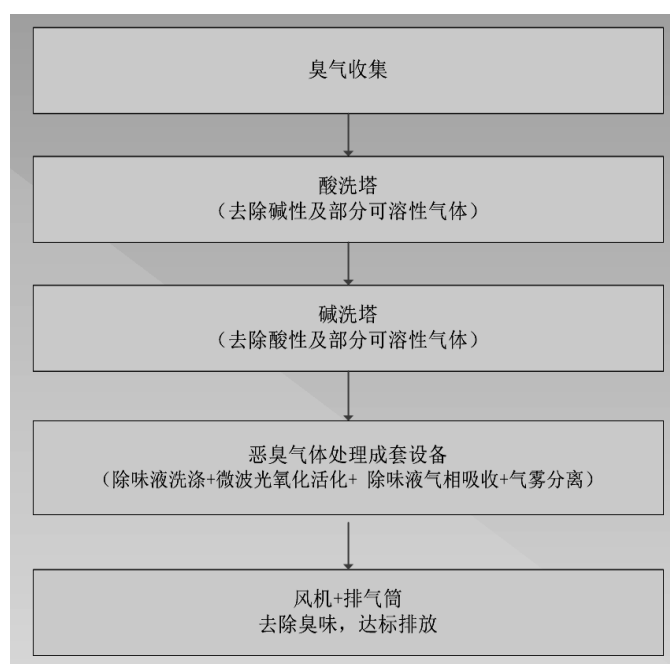 臭气收集
酸洗塔
（去除碱性及部分可溶性气体）
碱洗塔
（去除酸性及部分可溶性气体）
恶臭气体处理成套设备
（除味液洗涤+微波光氧化活化+ 除味液气相吸收+气雾分离）
风机+排气筒
去除臭味，达标排放